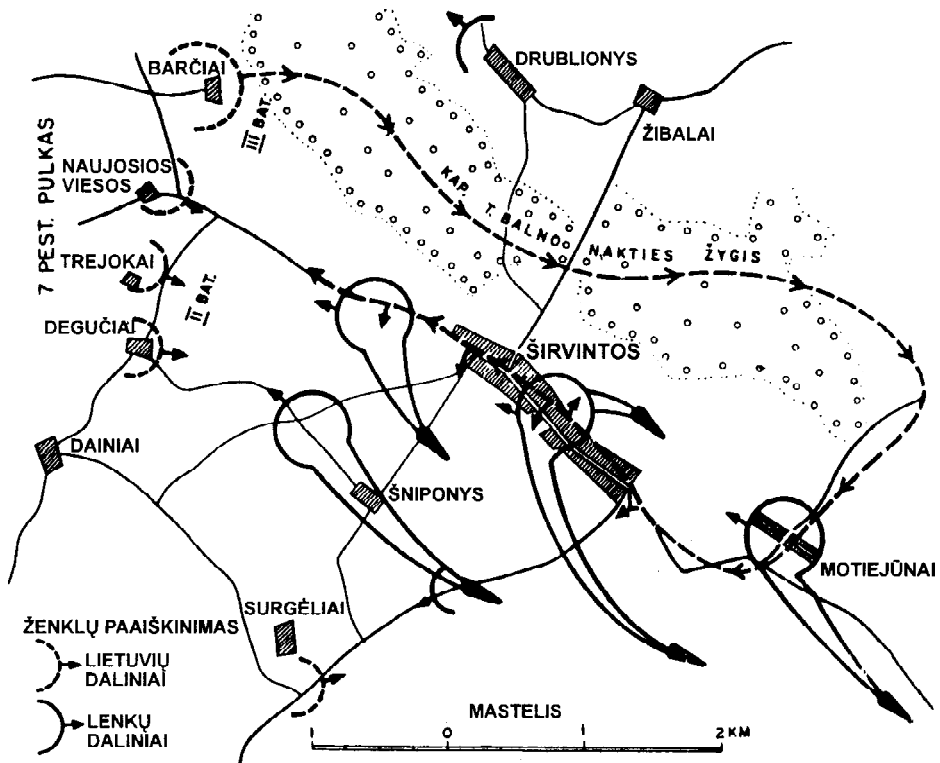 BARČIAI
DRUBLIONYS
ŽIBALAI
III BAT.
7 PEST. PULKAS
NAUJOSIOS
VIESOS
KAP. T. BALNO NAKTIES ŽYGIS
TREJOKAI
II BAT.
DEGUČIAI
ŠIRVINTOS
DAINIAI
ŠNIPONYS
MOTIEJŪNAI
SURGĖLIAI
ŽENKLŲ PAAIŠKINIMAS
LIETUVIŲ
DALINIAI
LENKŲ
DALINIAI
MASTELIS
1 0 2 KM